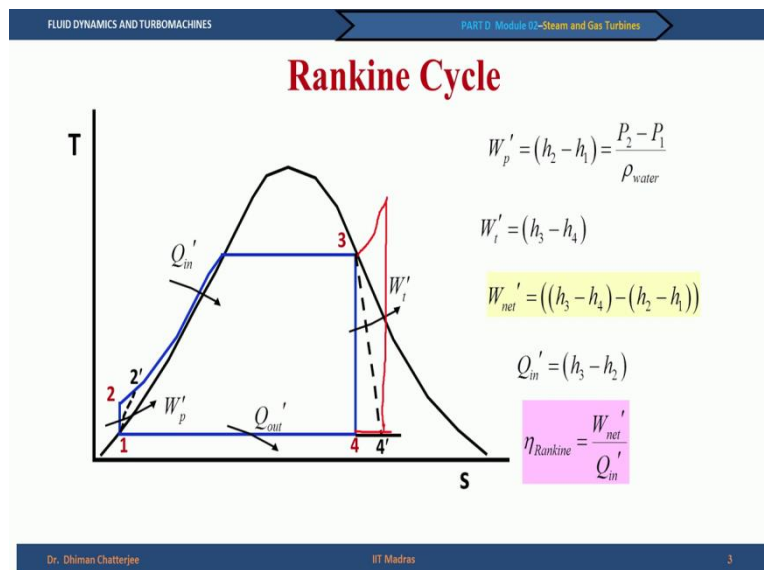 FLUID DYNAMICS AND TURBOMACHINES
PART D Module 02–Steam and Gas Turbines
Rankine Cycle
T
W_p' = (h_2 − h_1) = (P_2 − P_1) / ρ_water
W_t' = (h_3 − h_4)
3
Q_in'
W_t'
W_net' = ((h_3 − h_4) − (h_2 − h_1))
Q_in' = (h_3 − h_2)
2 2'
W_p'
Q_out'
η_Rankine = W_net' / Q_in'
1 4 4'
s
Dr. Dhiman Chatterjee
IIT Madras
3